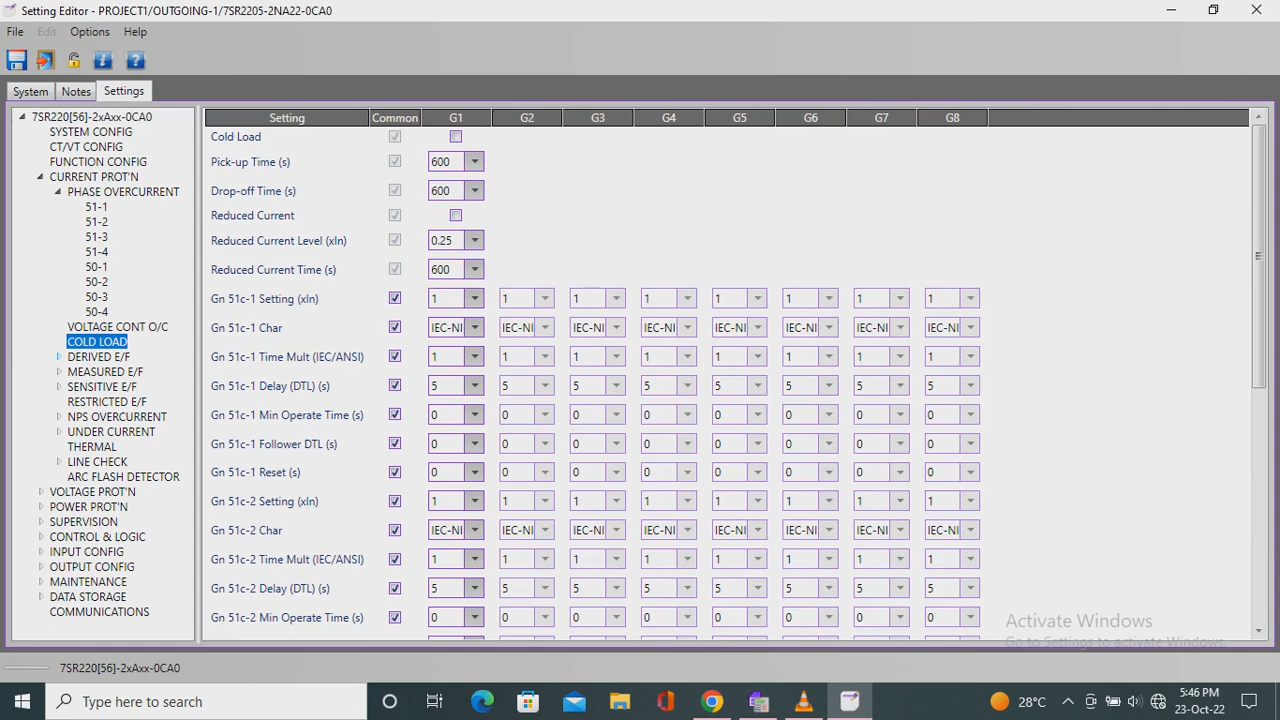 Setting Editor - PROJECT1/OUTGOING-1/7SR2205-2NA22-0CA0
File Edit Options Help
System Notes Settings
7SR220[56]-2xAxx-0CA0
SYSTEM CONFIG
CT/VT CONFIG
FUNCTION CONFIG
CURRENT PROT'N
PHASE OVERCURRENT
51-1
51-2
51-3
51-4
50-1
50-2
50-3
50-4
VOLTAGE CONT O/C
COLD LOAD
DERIVED E/F
MEASURED E/F
SENSITIVE E/F
RESTRICTED E/F
NPS OVERCURRENT
UNDER CURRENT
THERMAL
LINE CHECK
ARC FLASH DETECTOR
VOLTAGE PROT'N
POWER PROT'N
SUPERVISION
CONTROL & LOGIC
INPUT CONFIG
OUTPUT CONFIG
MAINTENANCE
DATA STORAGE
COMMUNICATIONS
Setting Common G1 G2 G3 G4 G5 G6 G7 G8
Cold Load
Pick-up Time (s) 600
Drop-off Time (s) 600
Reduced Current
Reduced Current Level (xIn) 0.25
Reduced Current Time (s) 600
Gn 51c-1 Setting (xIn) 1 1 1 1 1 1 1 1
Gn 51c-1 Char IEC-NI IEC-NI IEC-NI IEC-NI IEC-NI IEC-NI IEC-NI IEC-NI
Gn 51c-1 Time Mult (IEC/ANSI) 1 1 1 1 1 1 1 1
Gn 51c-1 Delay (DTL) (s) 5 5 5 5 5 5 5 5
Gn 51c-1 Min Operate Time (s) 0 0 0 0 0 0 0 0
Gn 51c-1 Follower DTL (s) 0 0 0 0 0 0 0 0
Gn 51c-1 Reset (s) 0 0 0 0 0 0 0 0
Gn 51c-2 Setting (xIn) 1 1 1 1 1 1 1 1
Gn 51c-2 Char IEC-NI IEC-NI IEC-NI IEC-NI IEC-NI IEC-NI IEC-NI IEC-NI
Gn 51c-2 Time Mult (IEC/ANSI) 1 1 1 1 1 1 1 1
Gn 51c-2 Delay (DTL) (s) 5 5 5 5 5 5 5 5
Gn 51c-2 Min Operate Time (s) 0 0 0 0 0 0 0 0
Activate Windows
Go to Settings to activate Windows.
7SR220[56]-2xAxx-0CA0
Type here to search
28°C
5:46 PM
23-Oct-22